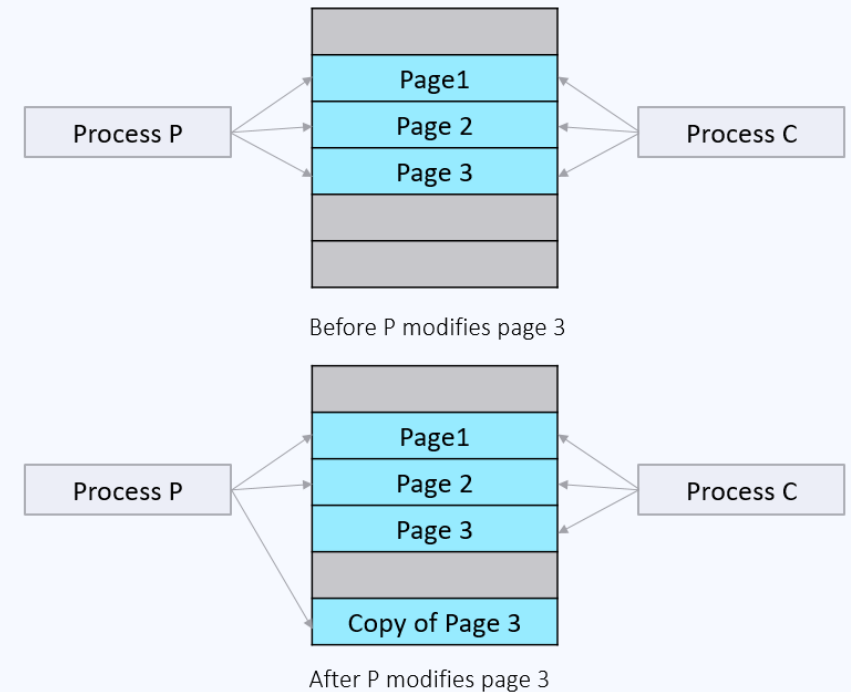 Page1
Process P
Page 2
Process C
Page 3
Before P modifies page 3
Page1
Process P
Page 2
Process C
Page 3
Copy of Page 3
After P modifies page 3